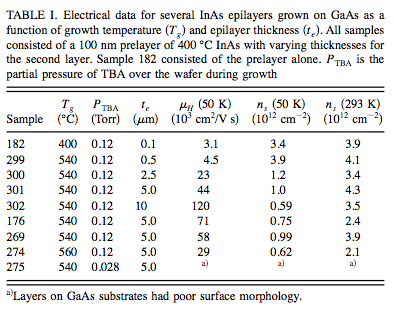 TABLE I. Electrical data for several InAs epilayers grown on GaAs as a
function of growth temperature (Tg) and epilayer thickness (te). All samples
consisted of a 100 nm prelayer of 400 °C InAs with varying thicknesses for
the second layer. Sample 182 consisted of the prelayer alone. PTBA is the
partial pressure of TBA over the wafer during growth
Tg PTBA te μH (50 K) ns (50 K) ns (293 K)
Sample (°C) (Torr) (μm) (10³ cm²/V s) (10¹² cm⁻²) (10¹² cm⁻²)
182 400 0.12 0.1 3.1 3.4 3.9
299 540 0.12 0.5 4.5 3.9 4.1
300 540 0.12 2.5 23 1.2 3.4
301 540 0.12 5.0 44 1.0 4.3
302 540 0.12 10 120 0.59 3.5
176 540 0.12 5.0 71 0.75 2.4
269 540 0.12 5.0 58 0.99 3.9
274 560 0.12 5.0 29 0.62 2.1
275 540 0.028 5.0 a) a) a)
a)Layers on GaAs substrates had poor surface morphology.